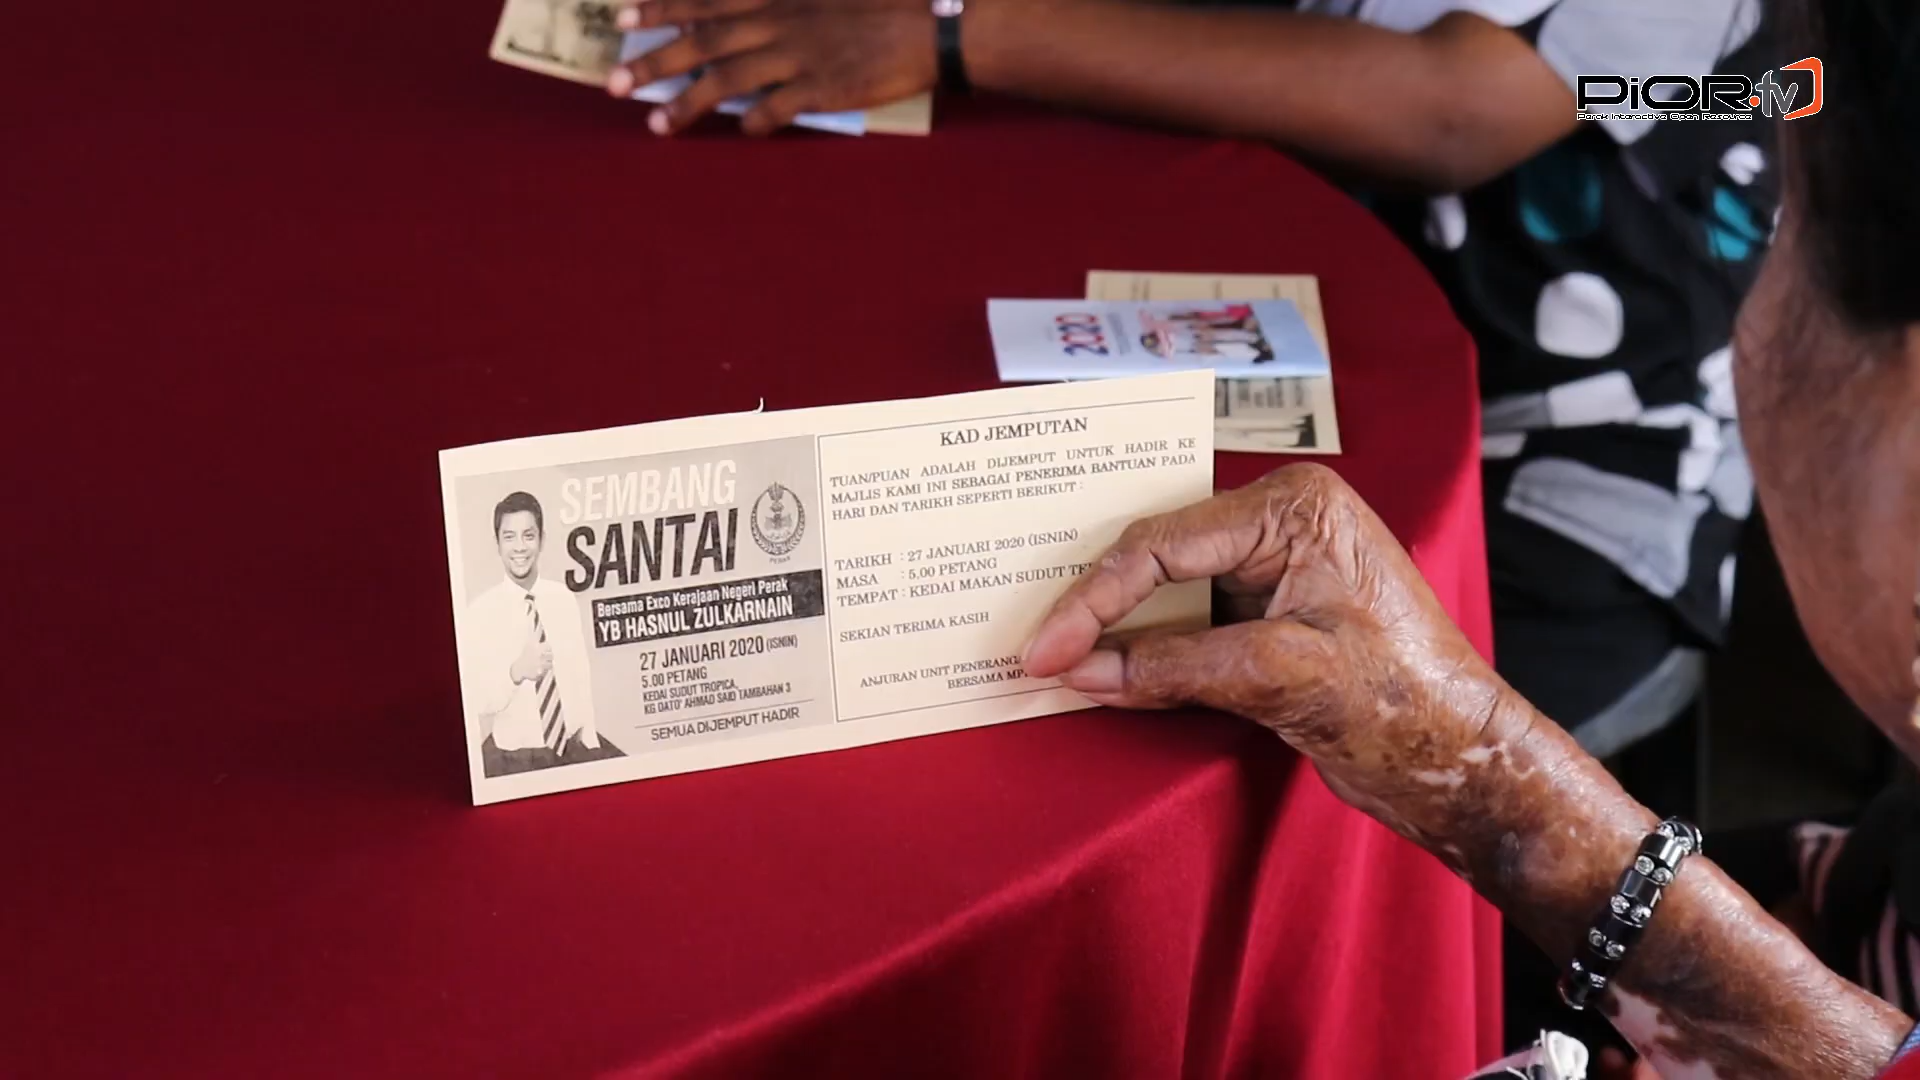 PiOR.tv
Perak Interactive Open Resource
2020
SEMBANG
SANTAI
PERAK
Bersama Exco Kerajaan Negeri Perak
YB HASNUL ZULKARNAIN
27 JANUARI 2020 (ISNIN)
5.00 PETANG
KEDAI SUDUT TROPICA,
KG DATO' AHMAD SAID TAMBAHAN 3
SEMUA DIJEMPUT HADIR
KAD JEMPUTAN
TUAN/PUAN ADALAH DIJEMPUT UNTUK HADIR KE
MAJLIS KAMI INI SEBAGAI PENERIMA BANTUAN PADA
HARI DAN TARIKH SEPERTI BERIKUT :
TARIKH : 27 JANUARI 2020 (ISNIN)
MASA : 5.00 PETANG
TEMPAT : KEDAI MAKAN SUDUT
SEKIAN TERIMA KASIH
ANJURAN UNIT
BERSAMA